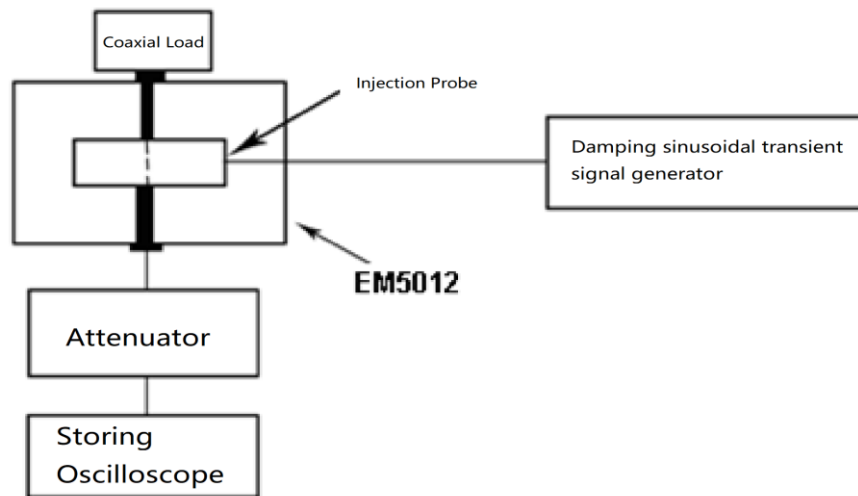 Coaxial Load
Injection Probe
Damping sinusoidal transient
signal generator
EM5012
Attenuator
Storing
Oscilloscope